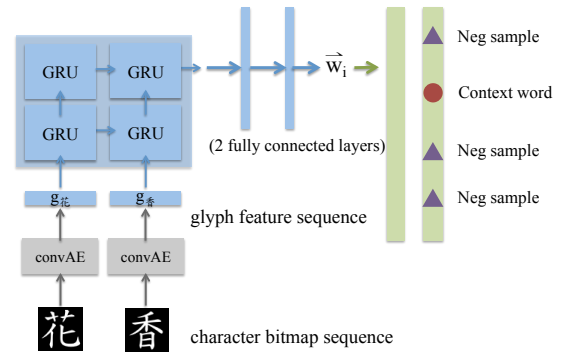 Neg sample
GRU
GRU
w⃗i
Context word
GRU
GRU
(2 fully connected layers)
Neg sample
g花
g香
Neg sample
glyph feature sequence
convAE
convAE
花
香
character bitmap sequence